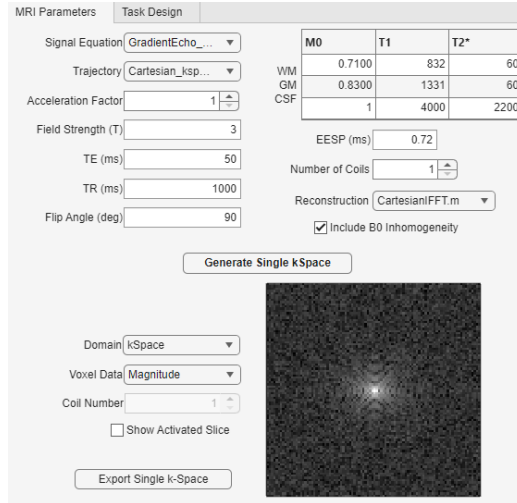 MRI Parameters Task Design
Signal Equation GradientEcho_...
Trajectory Cartesian_ksp...
Acceleration Factor 1
Field Strength (T) 3
TE (ms) 50
TR (ms) 1000
Flip Angle (deg) 90
M0 T1 T2*
WM 0.7100 832 60
GM 0.8300 1331 60
CSF 1 4000 2200
EESP (ms) 0.72
Number of Coils 1
Reconstruction CartesianIFFT.m
Include B0 Inhomogeneity
Generate Single kSpace
Domain kSpace
Voxel Data Magnitude
Coil Number 1
Show Activated Slice
Export Single k-Space